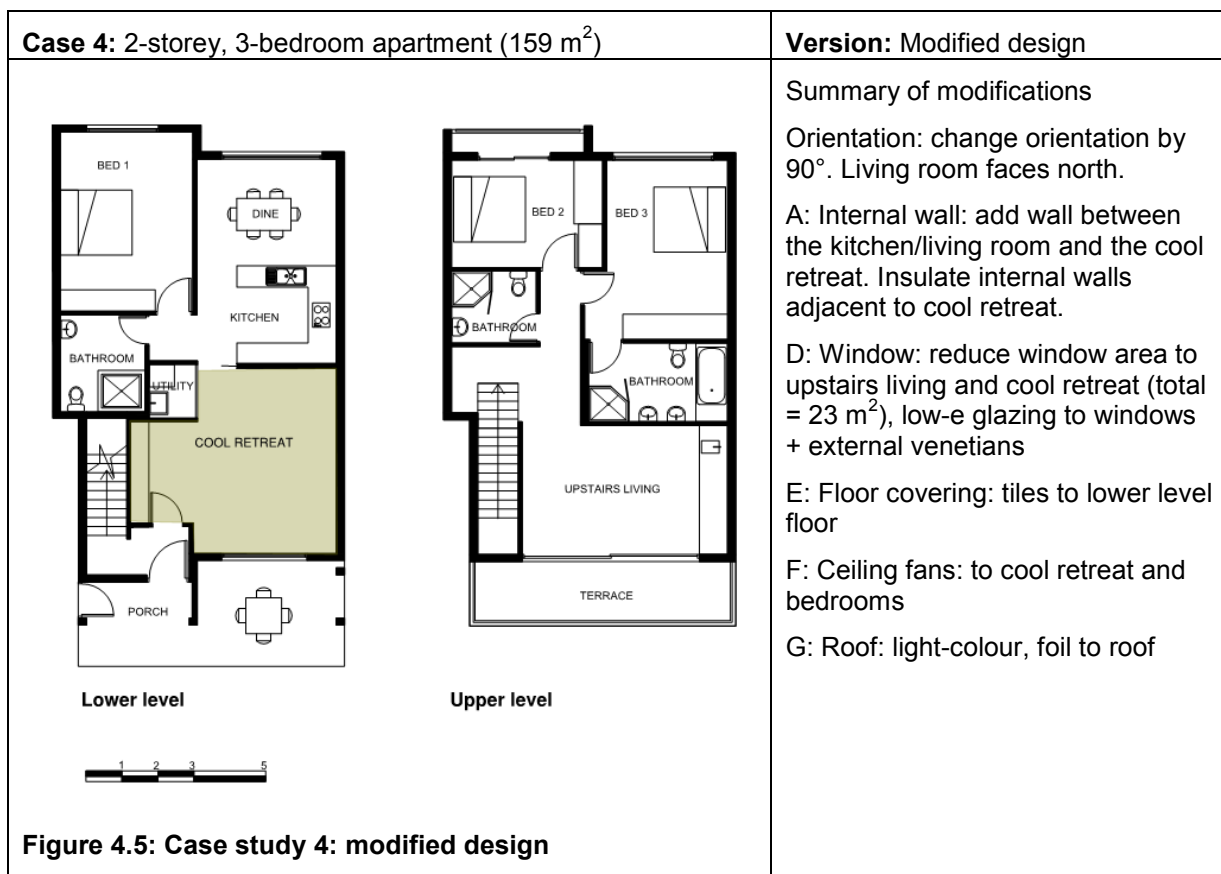 Case 4: 2-storey, 3-bedroom apartment (159 m²)
Version: Modified design
BED 1
DINE
KITCHEN
BATHROOM
UTILITY
COOL RETREAT
PORCH
Lower level
BED 2
BED 3
BATHROOM
BATHROOM
UPSTAIRS LIVING
TERRACE
Upper level
1 2 3 5
Figure 4.5: Case study 4: modified design
Summary of modifications
Orientation: change orientation by
90°. Living room faces north.
A: Internal wall: add wall between
the kitchen/living room and the cool
retreat. Insulate internal walls
adjacent to cool retreat.
D: Window: reduce window area to
upstairs living and cool retreat (total
= 23 m²), low-e glazing to windows
+ external venetians
E: Floor covering: tiles to lower level
floor
F: Ceiling fans: to cool retreat and
bedrooms
G: Roof: light-colour, foil to roof